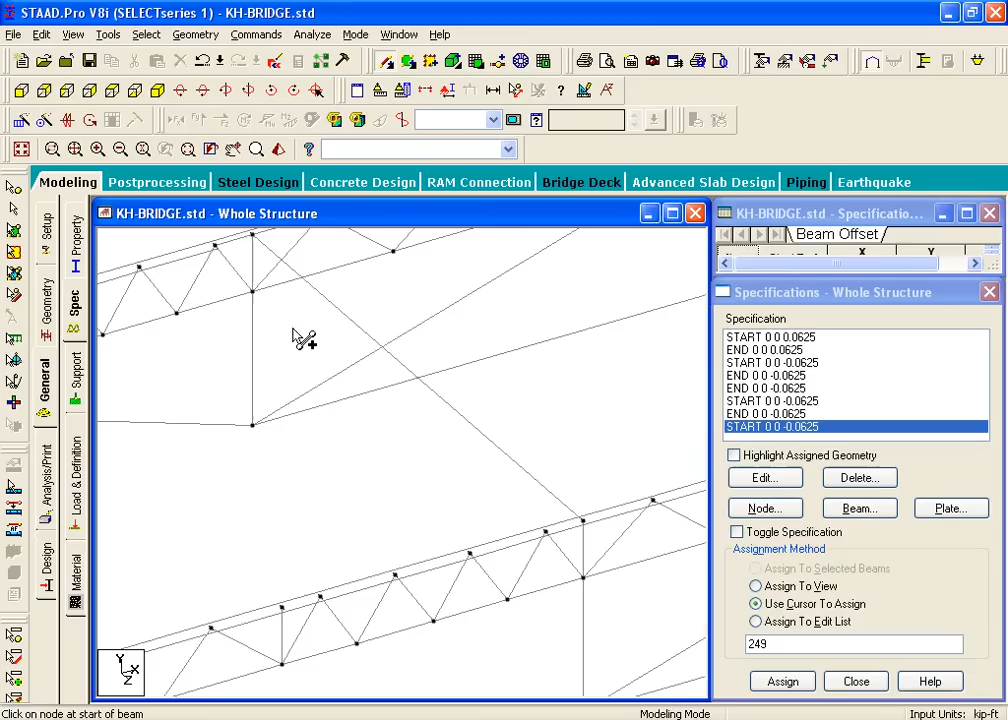 STAAD.Pro V8i (SELECTseries 1) - KH-BRIDGE.std
File Edit View Tools Select Geometry Commands Analyze Mode Window Help
Modeling Postprocessing Steel Design Concrete Design RAM Connection Bridge Deck Advanced Slab Design Piping Earthquake
KH-BRIDGE.std - Whole Structure
KH-BRIDGE.std - Specificatio...
Beam Offset
X Y
Specifications - Whole Structure
Specification
START 0 0 0.0625
END 0 0 0.0625
START 0 0 -0.0625
END 0 0 -0.0625
END 0 0 -0.0625
START 0 0 -0.0625
END 0 0 -0.0625
START 0 0 -0.0625
Highlight Assigned Geometry
Edit... Delete...
Node... Beam... Plate...
Toggle Specification
Assignment Method
Assign To Selected Beams
Assign To View
Use Cursor To Assign
Assign To Edit List
249
Assign Close Help
Setup
Geometry
General
Analysis/Print
Design
Property
Spec
Support
Load & Definition
Material
Y
X
Z
Click on node at start of beam
Modeling Mode
Input Units: kip-ft